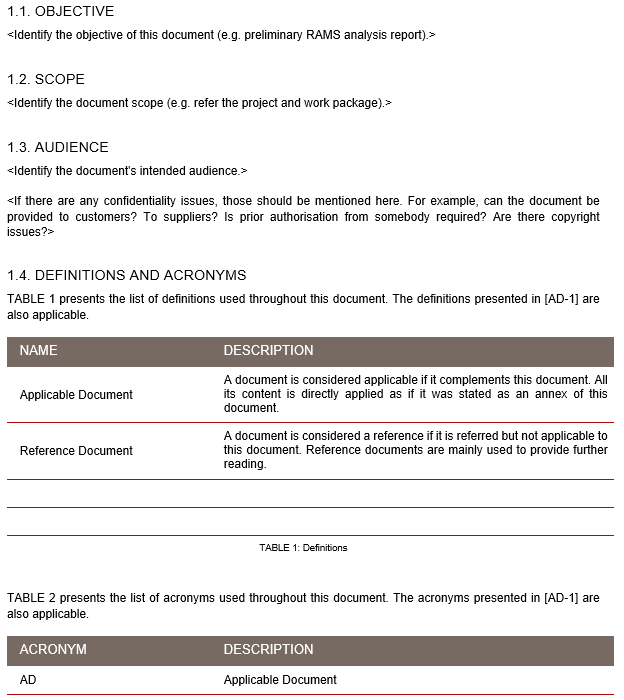 1.1. OBJECTIVE
<Identify the objective of this document (e.g. preliminary RAMS analysis report).>
1.2. SCOPE
<Identify the document scope (e.g. refer the project and work package).>
1.3. AUDIENCE
<Identify the document's intended audience.>
<If there are any confidentiality issues, those should be mentioned here. For example, can the document be
provided to customers? To suppliers? Is prior authorisation from somebody required? Are there copyright
issues?>
1.4. DEFINITIONS AND ACRONYMS
TABLE 1 presents the list of definitions used throughout this document. The definitions presented in [AD-1] are
also applicable.
NAME DESCRIPTION
Applicable Document
A document is considered applicable if it complements this document. All
its content is directly applied as if it was stated as an annex of this
document.
Reference Document
A document is considered a reference if it is referred but not applicable to
this document. Reference documents are mainly used to provide further
reading.
TABLE 1: Definitions
TABLE 2 presents the list of acronyms used throughout this document. The acronyms presented in [AD-1] are
also applicable.
ACRONYM DESCRIPTION
AD Applicable Document